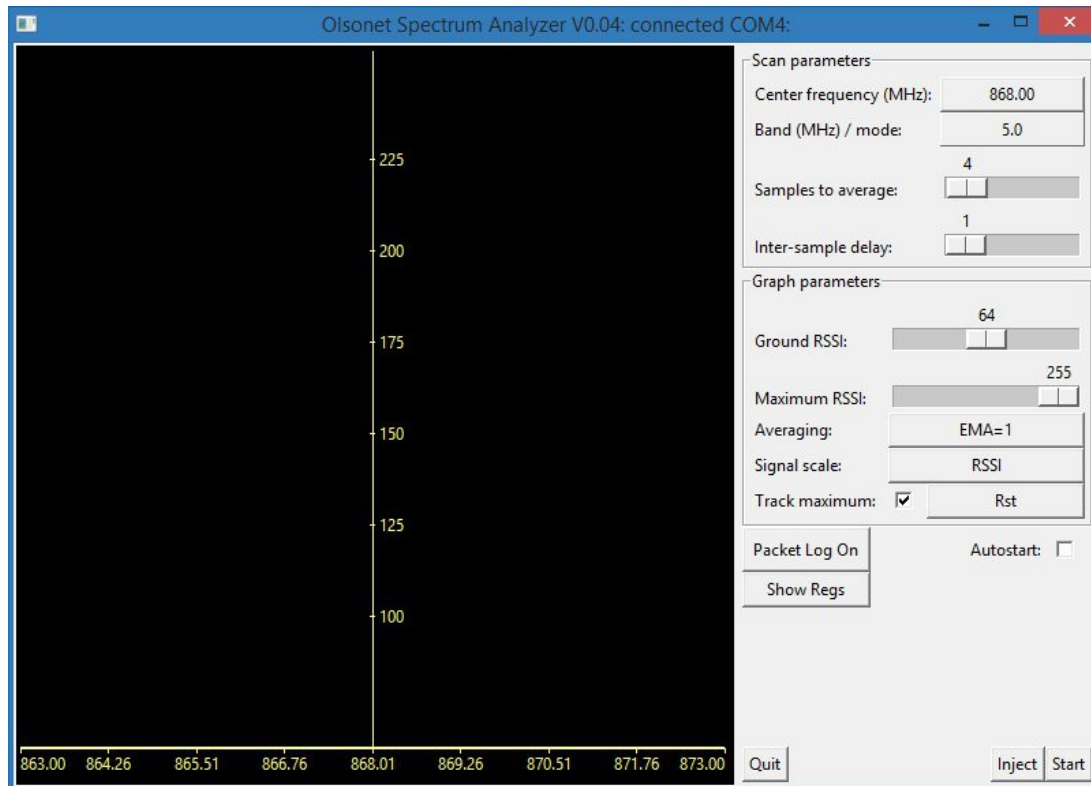 Olsonet Spectrum Analyzer V0.04: connected COM4:
225
200
175
150
125
100
863.00 864.26 865.51 866.76 868.01 869.26 870.51 871.76 873.00
Scan parameters
Center frequency (MHz): 868.00
Band (MHz) / mode: 5.0
4
Samples to average:
1
Inter-sample delay:
Graph parameters
64
Ground RSSI:
255
Maximum RSSI:
Averaging: EMA=1
Signal scale: RSSI
Track maximum: Rst
Packet Log On Autostart:
Show Regs
Quit Inject Start